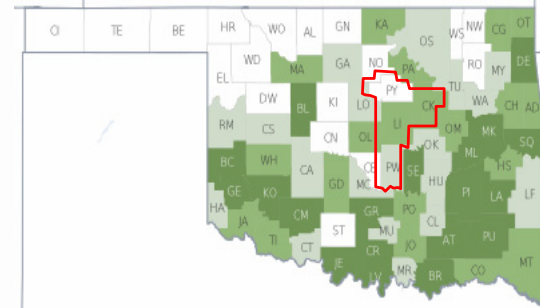 CI TE BE HR WO AL GN KA OS WS NW CG OT
EL WD MA GA NO PA RO MY DE
DW BL KI LO PY CK TU WA CH AD
RM CS CN OL LI OM MK SQ
BC WH CA CE PW SE OK ML HS
GE KO GD MC HU PI LA LF
HA JA CM GR PO
TI CT ST MU CL AT PU
JE CR JO MT
LV MR BR CO